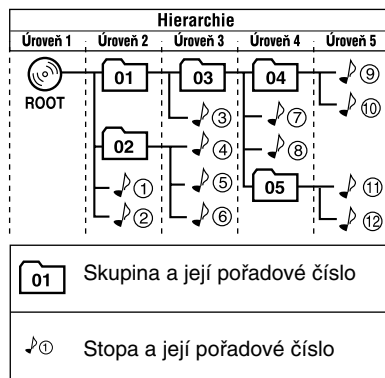 Hierarchie
Úroveň 1 Úroveň 2 Úroveň 3 Úroveň 4 Úroveň 5
01 03 04 ⑨
ROOT ③ ⑦ ⑩
02 ④ ⑧
① ⑤ 05 ⑪
② ⑥ ⑫
01 Skupina a její pořadové číslo
① Stopa a její pořadové číslo